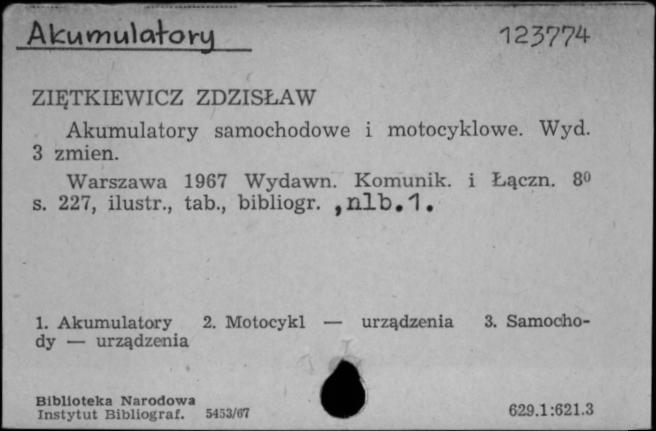 Akumulatory 123774
ZIĘTKIEWICZ ZDZISŁAW
Akumulatory samochodowe i motocyklowe. Wyd.
3 zmien.
Warszawa 1967 Wydawn. Komunik. i Łączn. 8⁰
s. 227, ilustr., tab., bibliogr. ,nlb.1.
1. Akumulatory 2. Motocykl — urządzenia 3. Samocho-
dy — urządzenia
Biblioteka Narodowa
Instytut Bibliograf. 5453/67 629.1:621.3